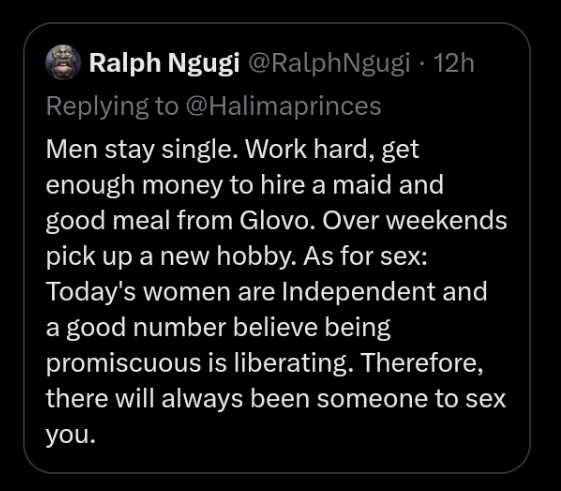 Ralph Ngugi @RalphNgugi · 12h
Replying to @Halimaprinces
Men stay single. Work hard, get
enough money to hire a maid and
good meal from Glovo. Over weekends
pick up a new hobby. As for sex:
Today's women are Independent and
a good number believe being
promiscuous is liberating. Therefore,
there will always been someone to sex
you.